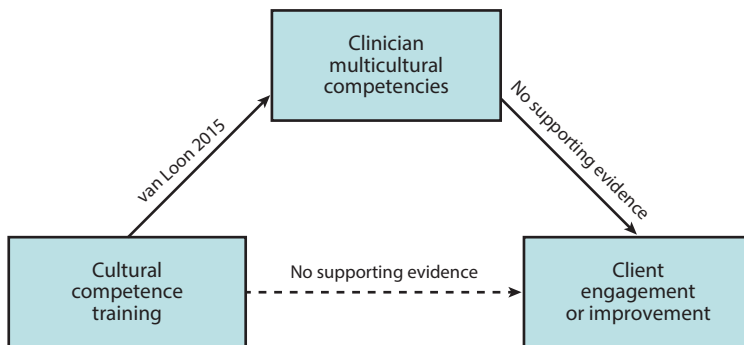 Clinician
multicultural
competencies
van Loon 2015
No supporting evidence
Cultural
competence
training
No supporting evidence
Client
engagement
or improvement